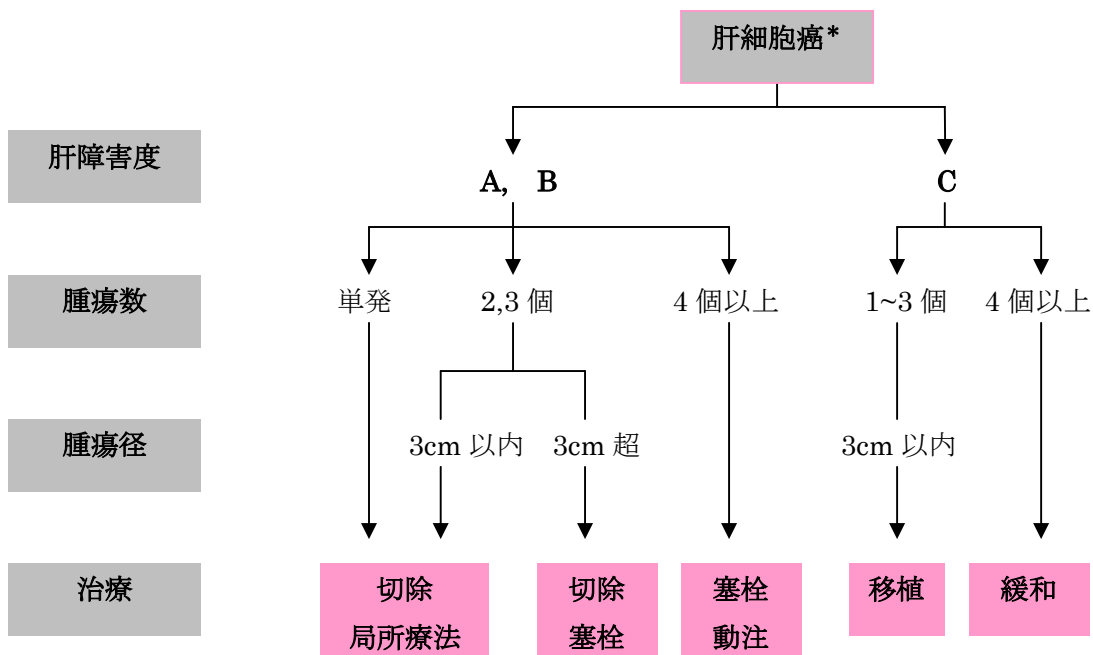 肝細胞癌*
肝障害度
A,　B
C
腫瘍数
単発
2,3 個
4 個以上
1~3 個
4 個以上
腫瘍径
3cm 以内
3cm 超
3cm 以内
治療
切除
局所療法
切除
塞栓
塞栓
動注
移植
緩和